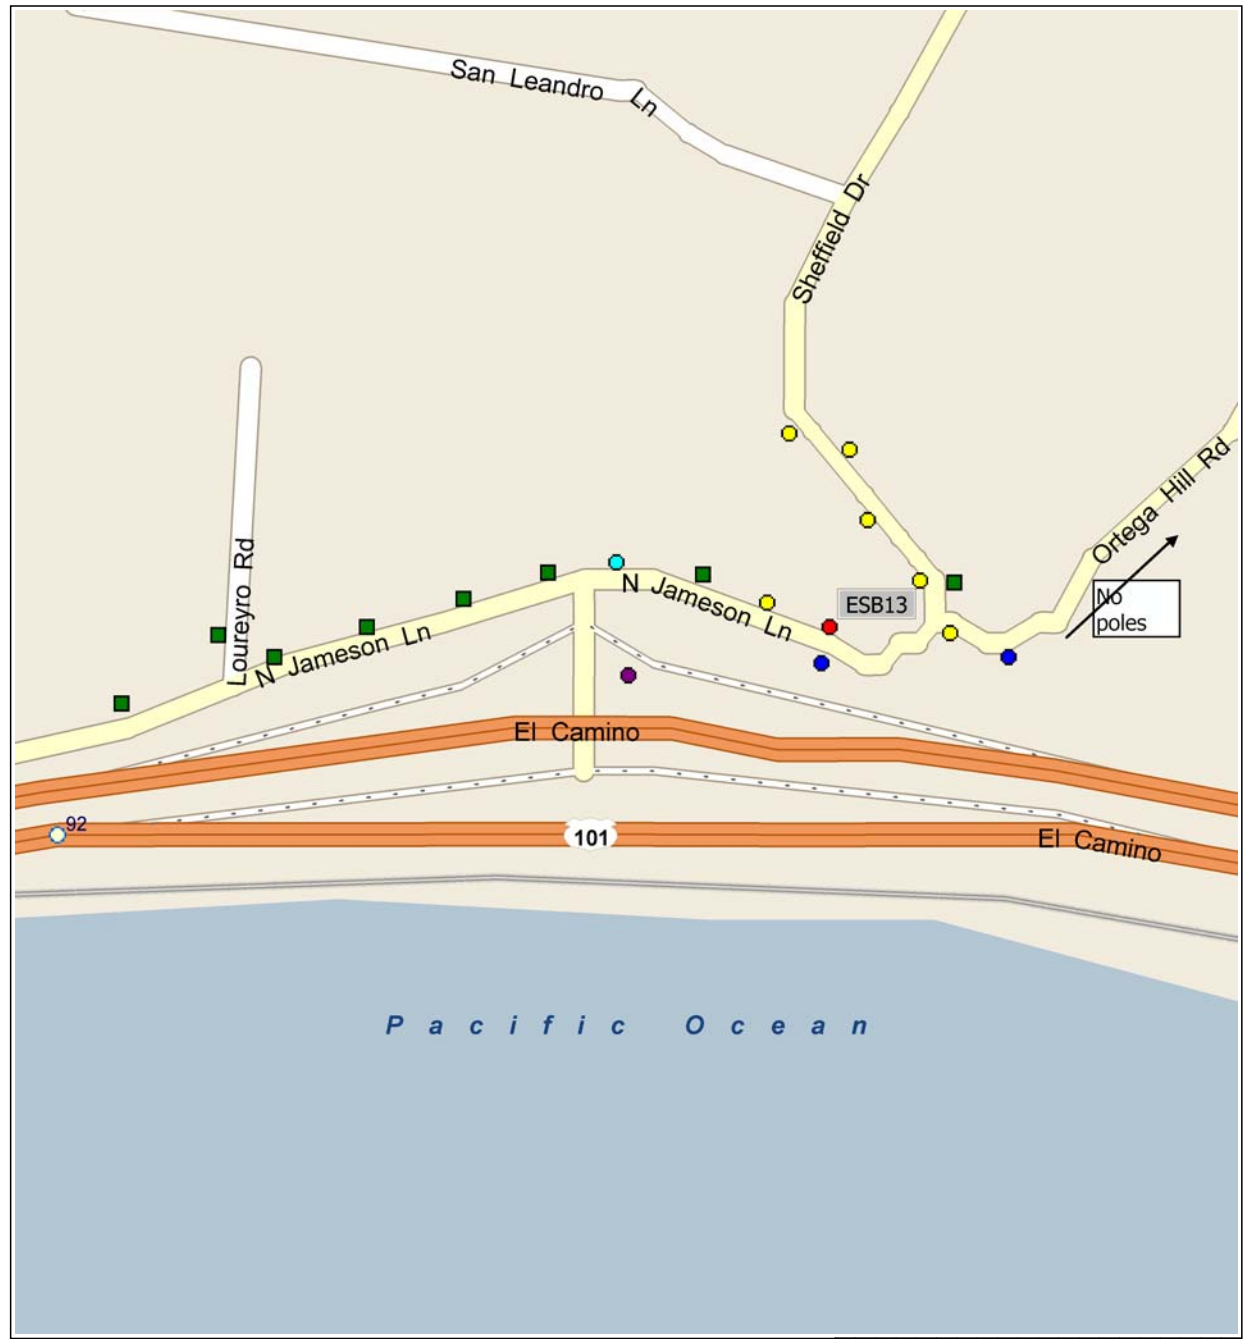 San Leandro Ln
Sheffield Dr
Ortega Hill Rd
Loureyro Rd
N Jameson Ln
ESB13
No
poles
N Jameson Ln
El Camino
92
101
El Camino
Pacific Ocean